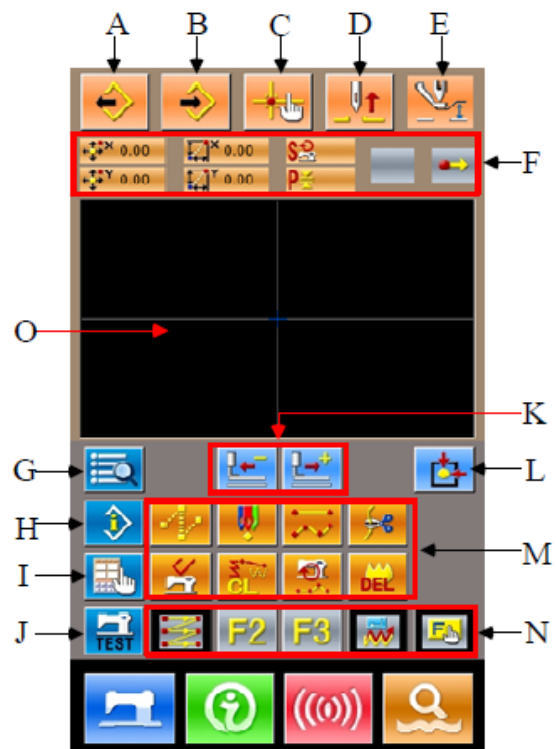 A B C D E
X 0.00 X 0.00 S
F
Y 0.00 Y 0.00 P
O
K
G L
H
CL DEL
M
I
J TEST F2 F3 F N